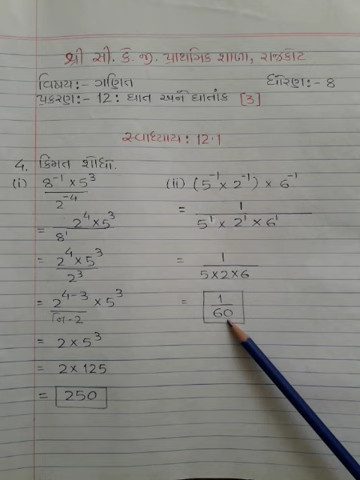 શ્રી સી. કે. જી. પ્રાથમિક શાળા, રાજકોટ
વિષય:- ગણિત ધોરણ:- 8
પ્રકરણ:- 12: ઘાત અને ઘાતાંક [3]
સ્વાધ્યાય: 12.1
4. કિંમત શોધો.
(i) 8⁻¹ × 5³ / 2⁻⁴ (ii) (5⁻¹ × 2⁻¹) × 6⁻¹
= 2⁴ × 5³ / 8¹ = 1 / 5¹ × 2¹ × 6¹
= 2⁴ × 5³ / 2³ = 1 / 5 × 2 × 6
= 2⁴⁻³ × 5³ = 1 / 60
નિ-2
= 2 × 5³
= 2 × 125
= 250